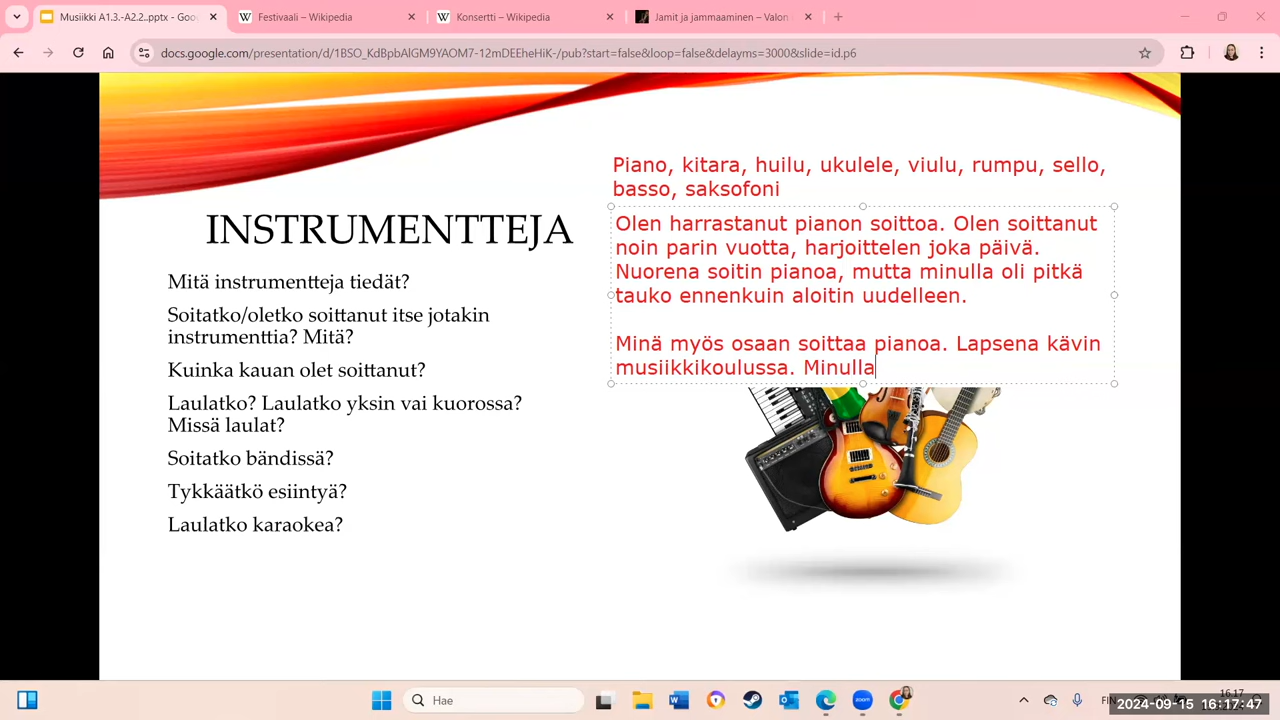 Musiikki A1.3.-A2.2..pptx - Goo
Festivaali – Wikipedia
Konsertti – Wikipedia
Jamit ja jammaaminen – Valon
docs.google.com/presentation/d/1BSO_KdBpbAlGM9YAOM7-12mDEEheHiK-/pub?start=false&loop=false&delayms=3000&slide=id.p6
Piano, kitara, huilu, ukulele, viulu, rumpu, sello,
basso, saksofoni
INSTRUMENTTEJA
Mitä instrumentteja tiedät?
Soitatko/oletko soittanut itse jotakin
instrumenttia? Mitä?
Kuinka kauan olet soittanut?
Laulatko? Laulatko yksin vai kuorossa?
Missä laulat?
Soitatko bändissä?
Tykkäätkö esiintyä?
Laulatko karaokea?
Olen harrastanut pianon soittoa. Olen soittanut
noin parin vuotta, harjoittelen joka päivä.
Nuorena soitin pianoa, mutta minulla oli pitkä
tauko ennenkuin aloitin uudelleen.
Minä myös osaan soittaa pianoa. Lapsena kävin
musiikkikoulussa. Minulla
Hae
zoom
FIN
16.17
2024-09-15 16:17:47